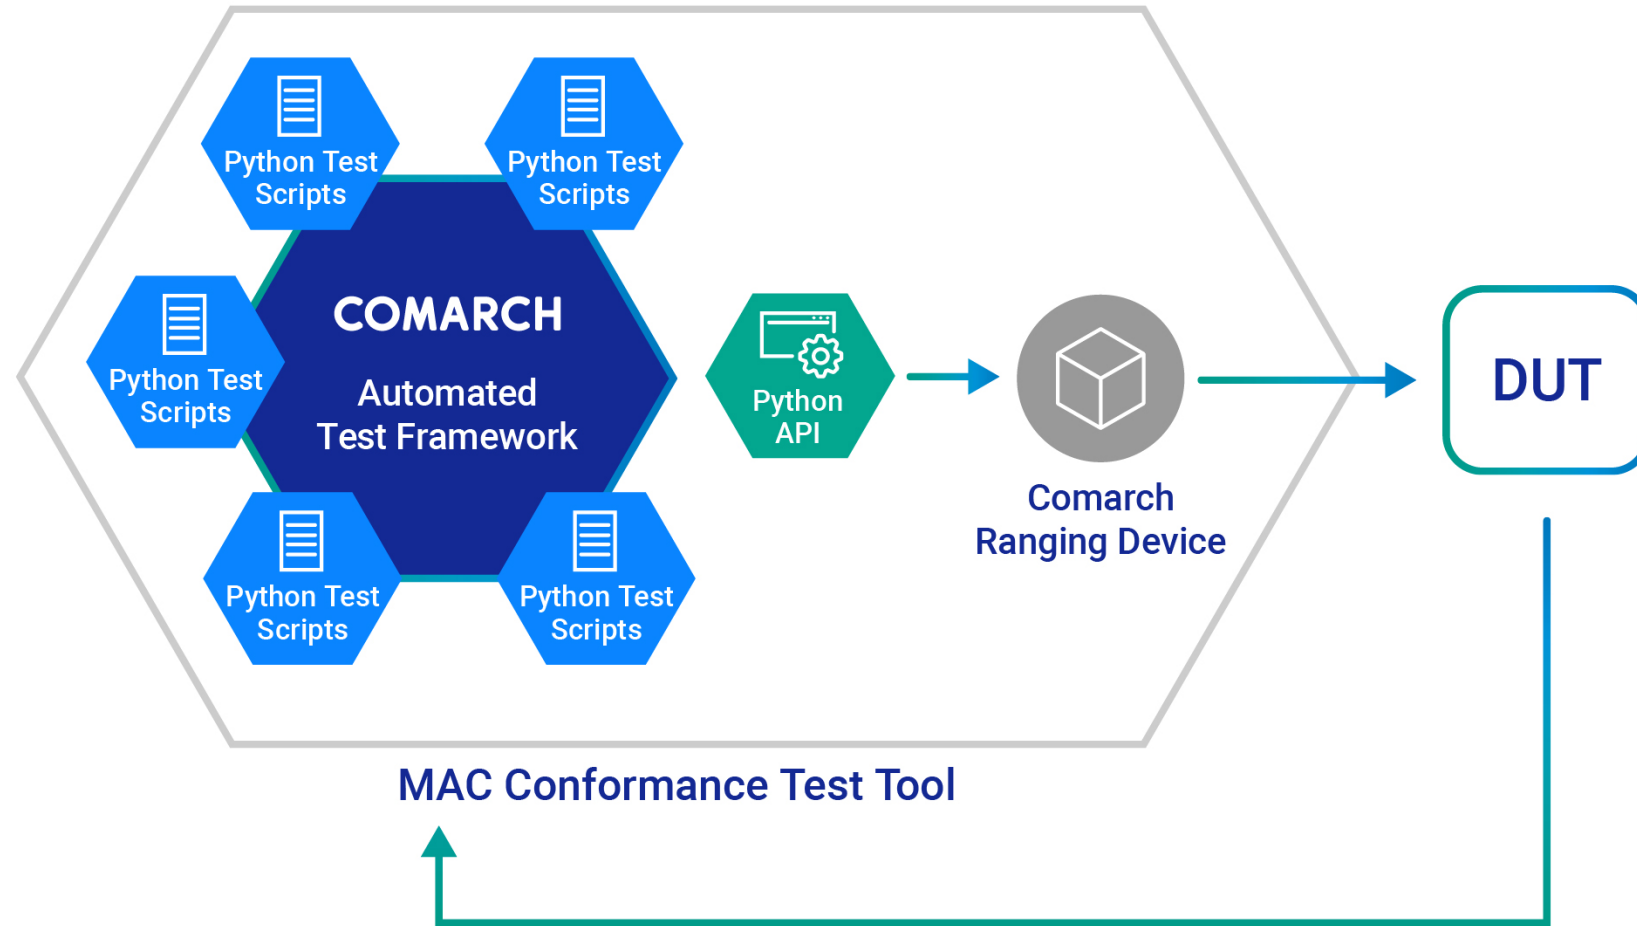 Python Test
Scripts
Python Test
Scripts
COMARCH
Automated
Test Framework
Python Test
Scripts
Python Test
Scripts
Python Test
Scripts
Python
API
Comarch
Ranging Device
DUT
MAC Conformance Test Tool